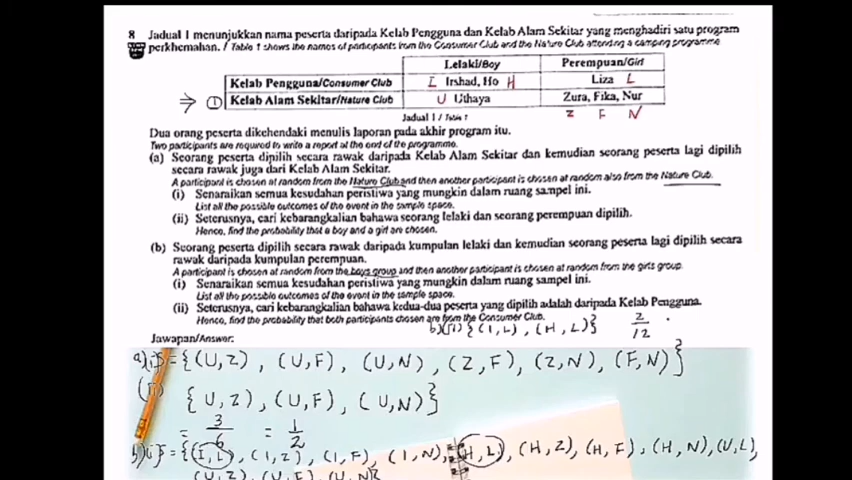 8 Jadual 1 menunjukkan nama peserta daripada Kelab Pengguna dan Kelab Alam Sekitar yang menghadiri satu program
perkhemahan. / Table 1 shows the names of participants from the Consumer Club and the Nature Club attending a camping programme
Lelaki/Boy Perempuan/Girl
Kelab Pengguna/Consumer Club I Irshad, Ho H Liza L
→ ① Kelab Alam Sekitar/Nature Club U Uthaya Zura, Fika, Nur
Z F N
Jadual 1 / Table 1
Dua orang peserta dikehendaki menulis laporan pada akhir program itu.
Two participants are required to write a report at the end of the programme.
(a) Seorang peserta dipilih secara rawak daripada Kelab Alam Sekitar dan kemudian seorang peserta lagi dipilih
secara rawak juga dari Kelab Alam Sekitar.
A participant is chosen at random from the Nature Club and then another participant is chosen at random also from the Nature Club.
(i) Senaraikan semua kesudahan peristiwa yang mungkin dalam ruang sampel ini.
List all the possible outcomes of the event in the sample space.
(ii) Seterusnya, cari kebarangkalian bahawa seorang lelaki dan seorang perempuan dipilih.
Hence, find the probability that a boy and a girl are chosen.
(b) Seorang peserta dipilih secara rawak daripada kumpulan lelaki dan kemudian seorang peserta lagi dipilih secara
rawak daripada kumpulan perempuan.
A participant is chosen at random from the boys group and then another participant is chosen at random from the girls group.
(i) Senaraikan semua kesudahan peristiwa yang mungkin dalam ruang sampel ini.
List all the possible outcomes of the event in the sample space.
(ii) Seterusnya, cari kebarangkalian bahawa kedua-dua peserta yang dipilih adalah daripada Kelab Pengguna.
Hence, find the probability that both participants chosen are from the Consumer Club.
b)(ii) {(I,L), (H,L)} 2/12
Jawapan/Answer:
a)(i)S={(U,Z), (U,F), (U,N), (Z,F), (Z,N), (F,N)}
(ii) {U,Z), (U,F), (U,N)}
= 3/6 = 1/2
b)(i)S={(I,L), (I,Z), (I,F), (I,N), (H,L), (H,Z), (H,F), (H,N), (U,L),
(U,Z), (U,F), (U,N)}